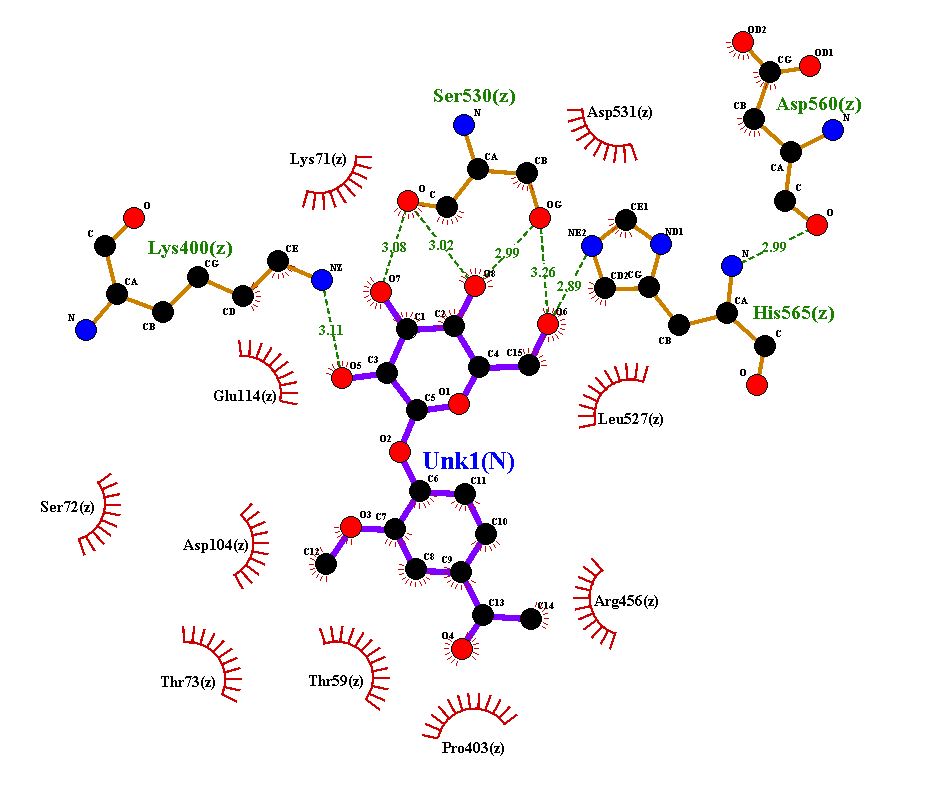 OD2
CG
OD1
CB
Asp560(z)
N
CA
C
O
Ser530(z)
N
CA
CB
O
C
OG
Asp531(z)
Lys71(z)
Lys400(z)
O
C
CA
N
CB
CG
CD
CE
NZ
CE1
NE2
ND1
CD2
CG
N
CA
CB
His565(z)
C
O
3.08
3.02
2.99
3.26
2.89
2.99
3.11
O7
O8
O6
C1
C2
C3
C4
C15
O5
O1
C5
Glu114(z)
Leu527(z)
O2
Unk1(N)
C6
C11
Ser72(z)
O3
C7
C10
Asp104(z)
C12
C8
C9
C13
C14
O4
Arg456(z)
Thr73(z)
Thr59(z)
Pro403(z)